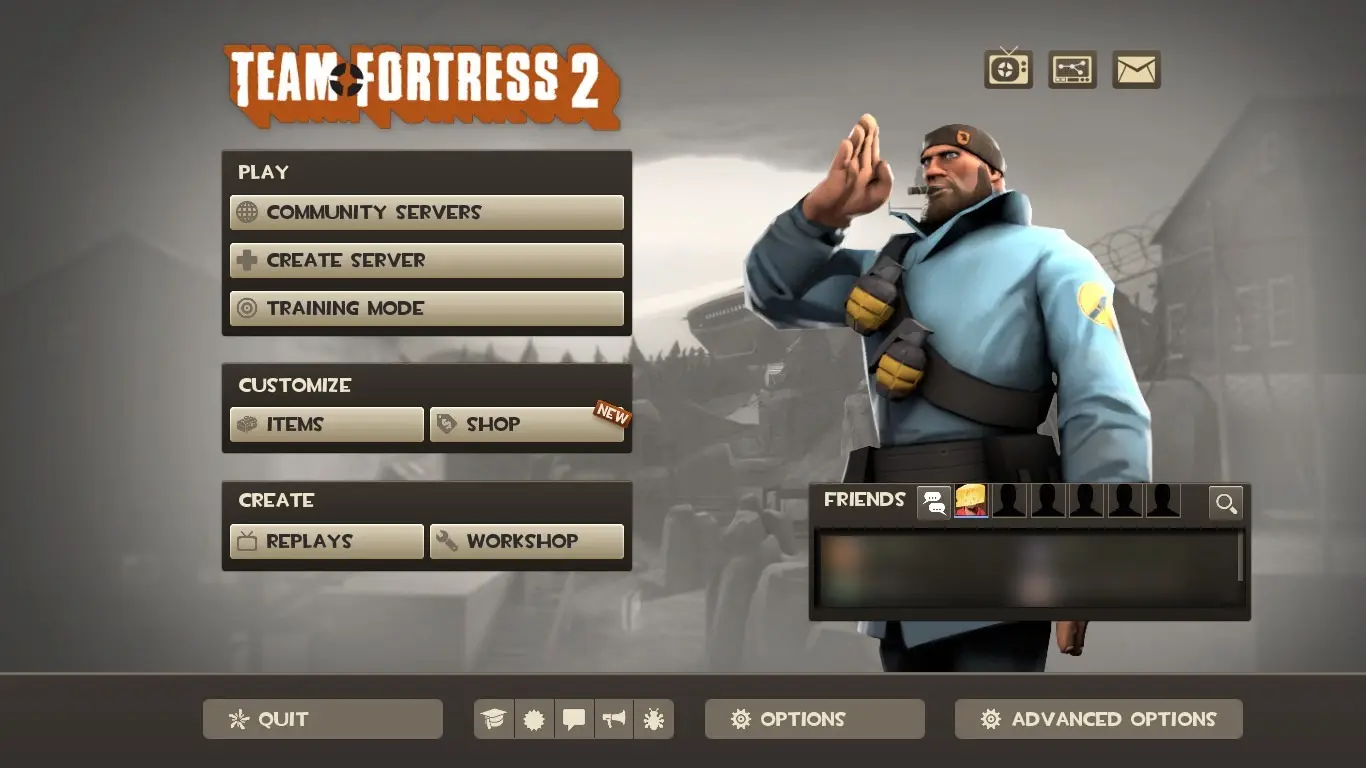 TEAM FORTRESS 2
PLAY
COMMUNITY SERVERS
CREATE SERVER
TRAINING MODE
CUSTOMIZE
ITEMS
SHOP
NEW
CREATE
REPLAYS
WORKSHOP
FRIENDS
QUIT
OPTIONS
ADVANCED OPTIONS